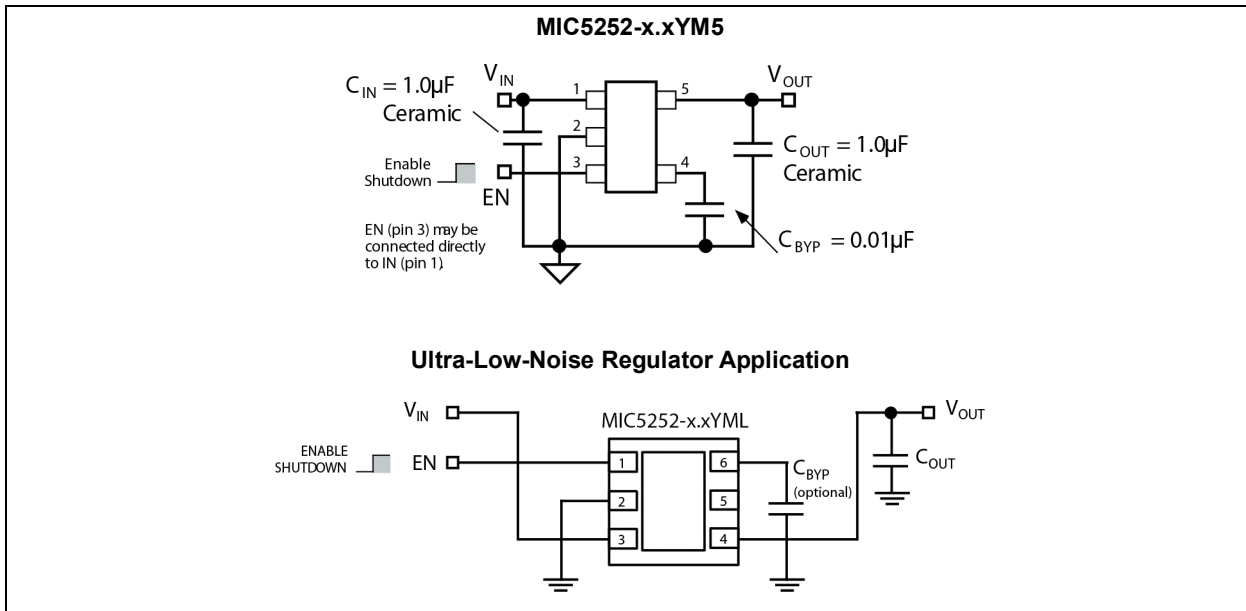 MIC5252-x.xYM5
C_IN = 1.0µF
Ceramic
V_IN
V_OUT
1
5
2
3
4
Enable
Shutdown
EN
C_OUT = 1.0µF
Ceramic
EN (pin 3) may be
connected directly
to IN (pin 1).
C_BYP = 0.01µF
Ultra-Low-Noise Regulator Application
V_IN
MIC5252-x.xYML
V_OUT
ENABLE
SHUTDOWN
EN
1
6
C_BYP
(optional)
C_OUT
2
5
3
4